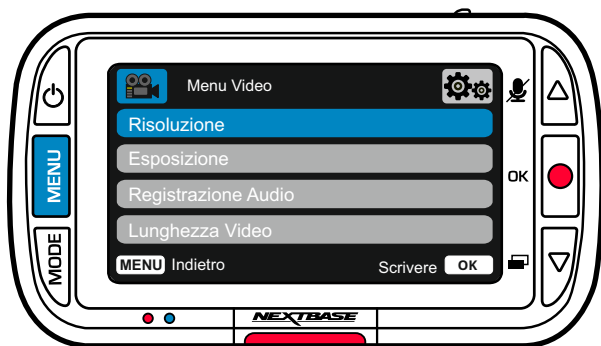 Menu Video
Risoluzione
Esposizione
Registrazione Audio
Lunghezza Video
MENU Indietro
Scrivere OK
MENU
MODE
OK
NEXTBASE